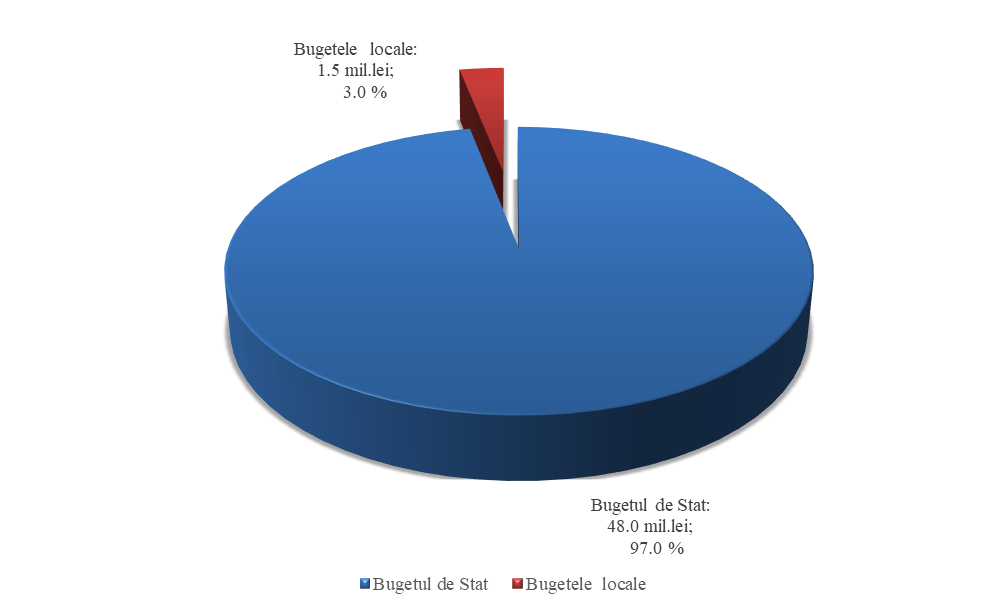 Bugetele locale:
1.5 mil.lei;
3.0 %
Bugetul de Stat:
48.0 mil.lei;
97.0 %
Bugetul de Stat Bugetele locale